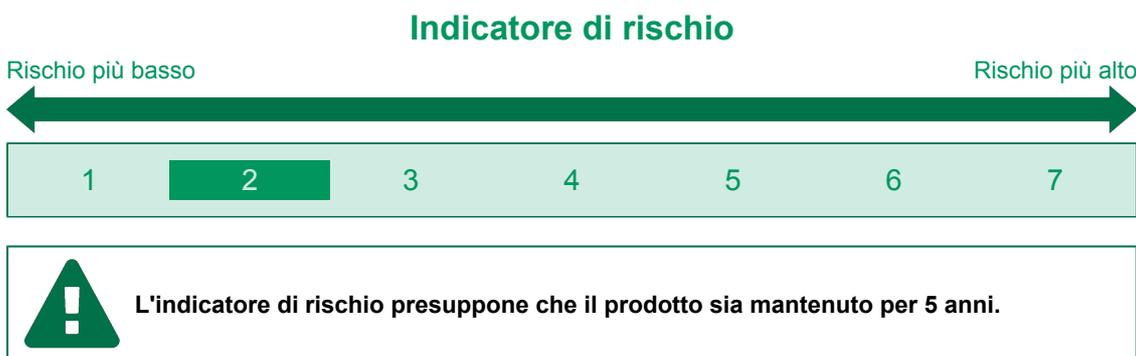 Indicatore di rischio
Rischio più basso Rischio più alto
1 2 3 4 5 6 7
L'indicatore di rischio presuppone che il prodotto sia mantenuto per 5 anni.